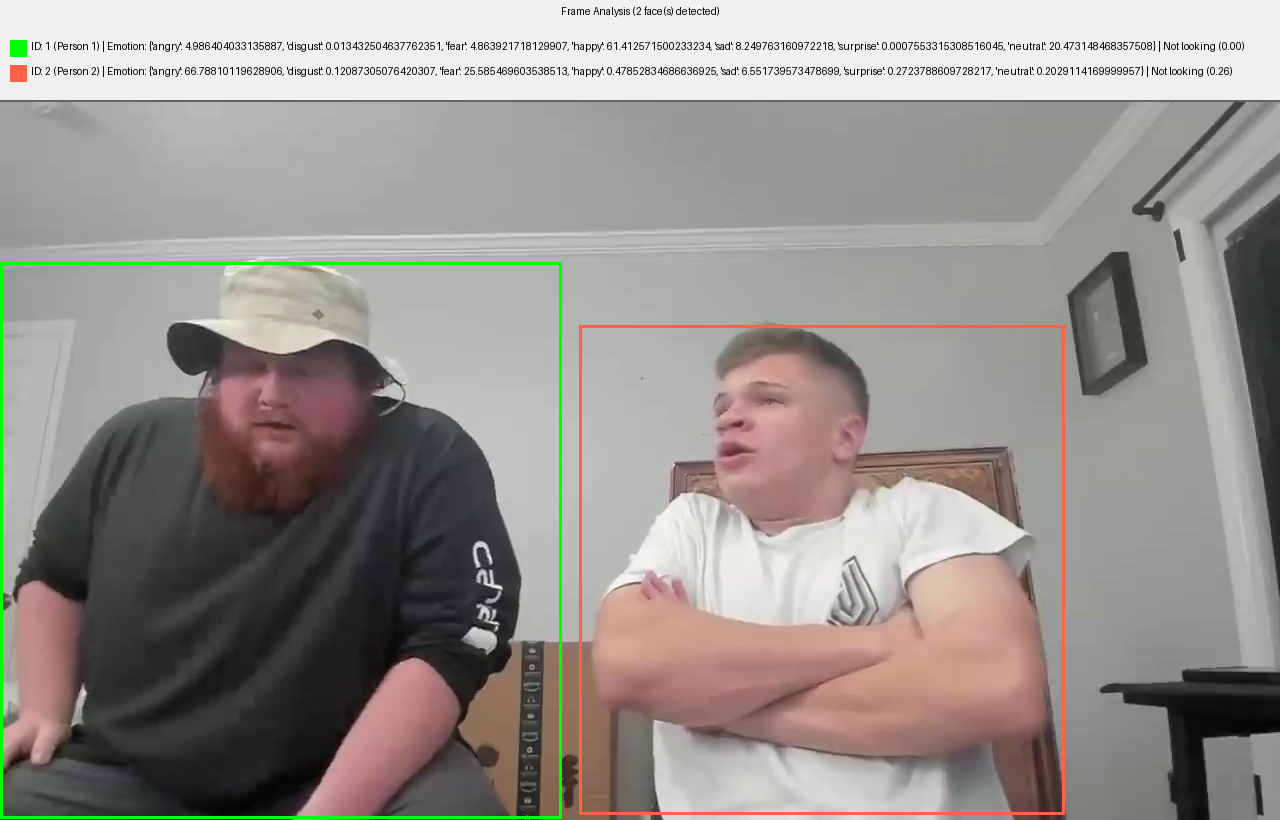 Frame Analysis (2 face(s) detected)
ID: 1 (Person 1) | Emotion: {'angry': 4.986404033135887, 'disgust': 0.013432504637762351, 'fear': 4.863921718129907, 'happy': 61.412571500233234, 'sad': 8.249763160972218, 'surprise': 0.0007553315308516045, 'neutral': 20.473148468357508} | Not looking (0.00)
ID: 2 (Person 2) | Emotion: {'angry': 66.78810119628906, 'disgust': 0.12087305076420307, 'fear': 25.585469603538513, 'happy': 0.47852834686636925, 'sad': 6.551739573478699, 'surprise': 0.2723788609728217, 'neutral': 0.2029114169999957} | Not looking (0.26)